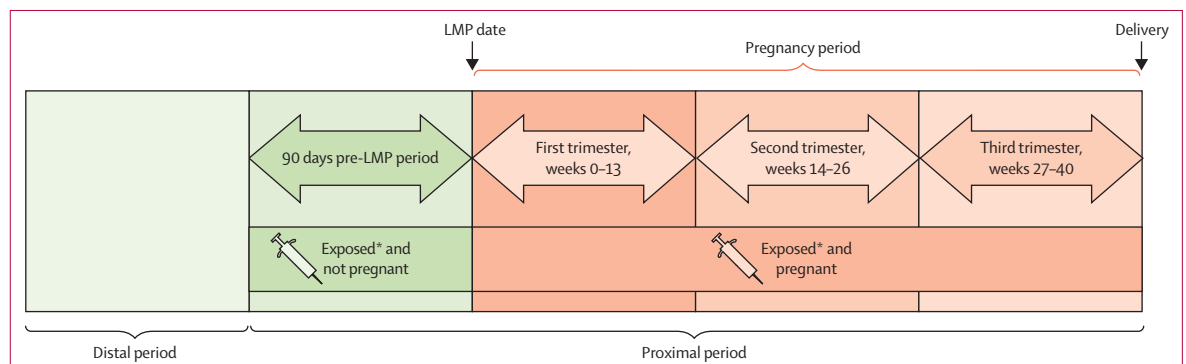 LMP date
Delivery
Pregnancy period
90 days pre-LMP period
First trimester,
weeks 0–13
Second trimester,
weeks 14–26
Third trimester,
weeks 27–40
Exposed* and
not pregnant
Exposed* and
pregnant
Distal period
Proximal period